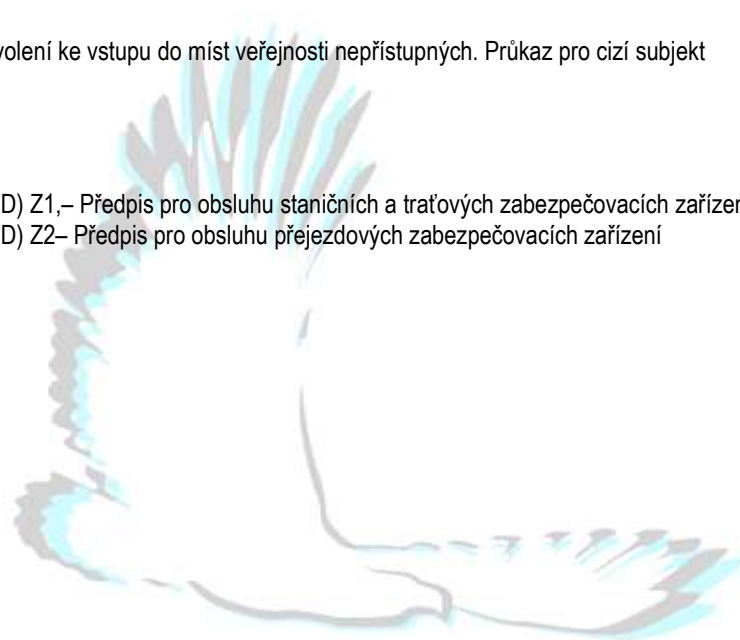 volení ke vstupu do míst veřejnosti nepřístupných. Průkaz pro cizí subjekt
D) Z1,– Předpis pro obsluhu staničních a traťových zabezpečovacích zařízen
D) Z2– Předpis pro obsluhu přejezdových zabezpečovacích zařízení